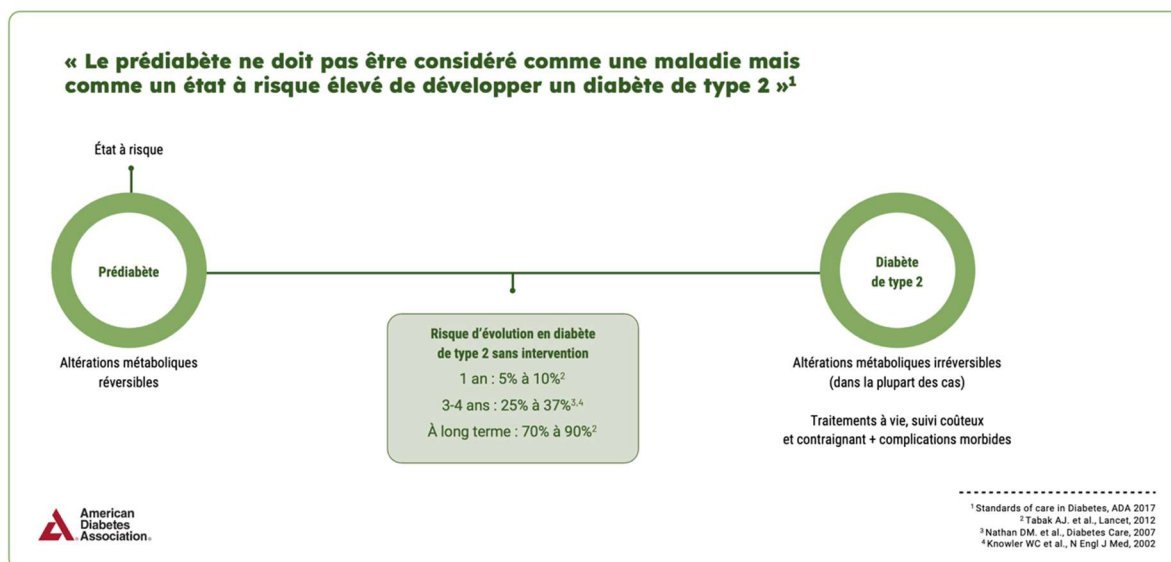 « Le prédiabète ne doit pas être considéré comme une maladie mais
comme un état à risque élevé de développer un diabète de type 2 »¹
État à risque
Prédiabète
Altérations métaboliques
réversibles
Risque d’évolution en diabète
de type 2 sans intervention
1 an : 5% à 10%²
3-4 ans : 25% à 37%³,⁴
À long terme : 70% à 90%²
Diabète
de type 2
Altérations métaboliques irréversibles
(dans la plupart des cas)
Traitements à vie, suivi coûteux
et contraignant + complications morbides
American
Diabetes
Association®
¹ Standards of care in Diabetes, ADA 2017
² Tabak AJ. et al., Lancet, 2012
³ Nathan DM. et al., Diabetes Care, 2007
⁴ Knowler WC et al., N Engl J Med, 2002